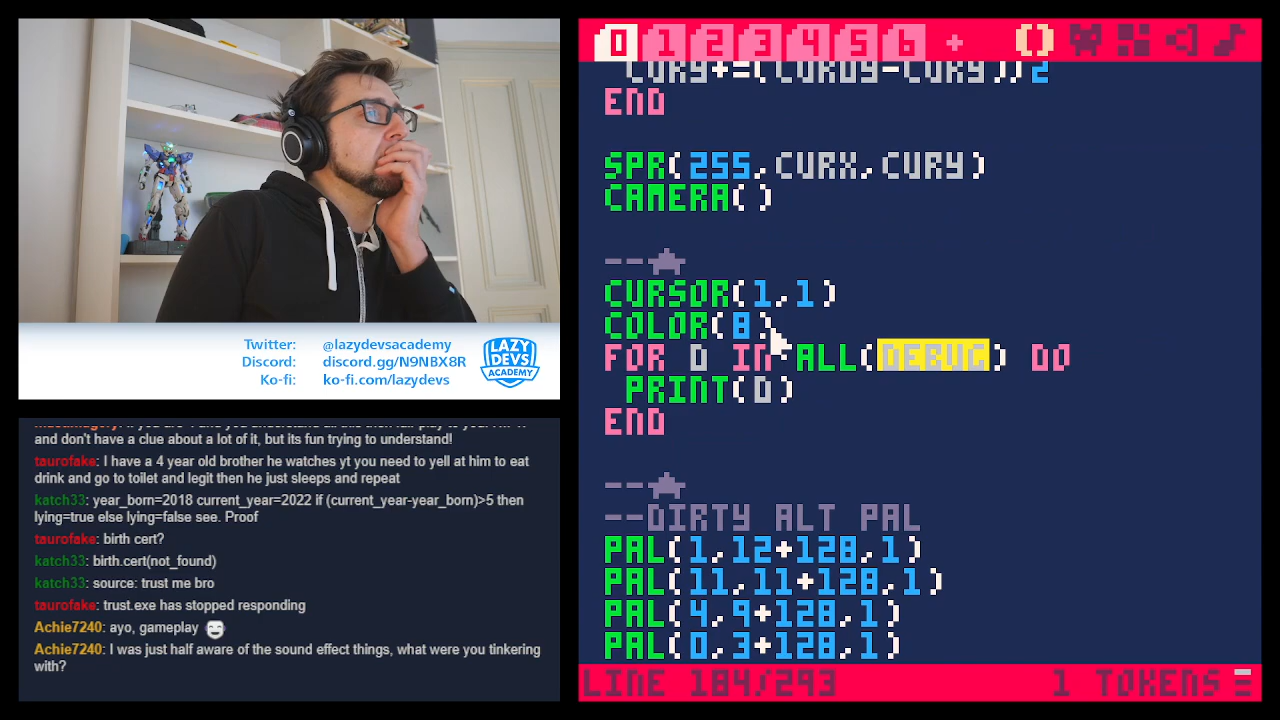 Twitter: @lazydevsacademy
Discord: discord.gg/N9NBX8R
Ko-fi: ko-fi.com/lazydevs
LAZY
DEVS
ACADEMY
and don't have a clue about a lot of it, but its fun trying to understand!
taurofake: I have a 4 year old brother he watches yt you need to yell at him to eat
drink and go to toilet and legit then he just sleeps and repeat
katch33: year_born=2018 current_year=2022 if (current_year-year_born)>5 then
lying=true else lying=false see. Proof
taurofake: birth cert?
katch33: birth.cert(not_found)
katch33: source: trust me bro
taurofake: trust.exe has stopped responding
Achie7240: ayo, gameplay
Achie7240: I was just half aware of the sound effect things, what were you tinkering
with?
0 1 2 3 4 5 6 + ()
CURY+=(CURDY-CURY)/2
END
SPR(255,CURX,CURY)
CAMERA()
--
CURSOR(1,1)
COLOR(8)
FOR D IN ALL(DEBUG) DO
PRINT(D)
END
--
--DIRTY ALT PAL
PAL(1,12+128,1)
PAL(11,11+128,1)
PAL(4,9+128,1)
PAL(0,3+128,1)
LINE 184/293 1 TOKENS